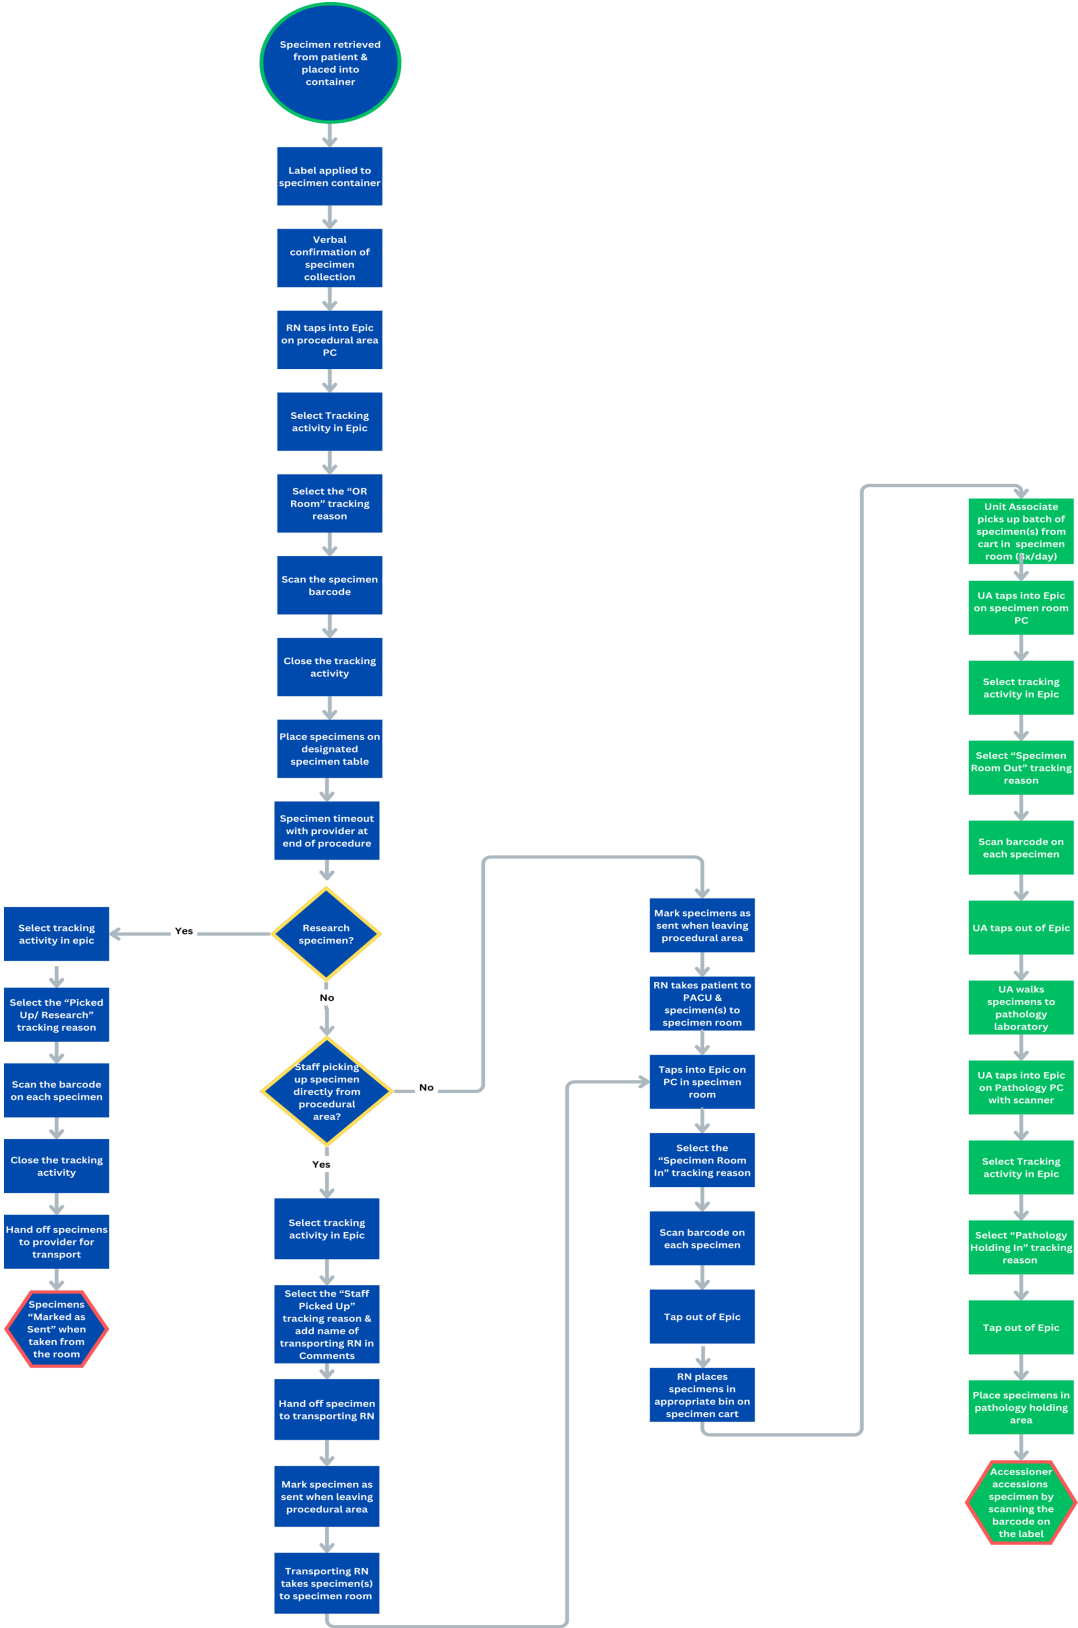 Specimen retrieved
from patient &
placed into
container
Label applied to
specimen container
Verbal
confirmation of
specimen
collection
RN taps into Epic
on procedural area
PC
Select Tracking
activity in Epic
Select the “OR
Room” tracking
reason
Scan the specimen
barcode
Close the tracking
activity
Place specimens on
designated
specimen table
Specimen timeout
with provider at
end of procedure
Research
specimen?
Yes
Select tracking
activity in epic
Select the “Picked
Up/ Research”
tracking reason
Scan the barcode
on each specimen
Close the tracking
activity
Hand off specimens
to provider for
transport
Specimens
“Marked as
Sent” when
taken from
the room
No
Staff picking
up specimen
directly from
procedural
area?
Yes
Select tracking
activity in Epic
Select the “Staff
Picked Up”
tracking reason &
add name of
transporting RN in
Comments
Hand off specimen
to transporting RN
Mark specimen as
sent when leaving
procedural area
Transporting RN
takes specimen(s)
to specimen room
No
Mark specimens as
sent when leaving
procedural area
RN takes patient to
PACU &
specimen(s) to
specimen room
Taps into Epic on
PC in specimen
room
Select the
“Specimen Room
In” tracking reason
Scan barcode on
each specimen
Tap out of Epic
RN places
specimens in
appropriate bin on
specimen cart
Unit Associate
picks up batch of
specimen(s) from
cart in specimen
room (3x/day)
UA taps into Epic
on specimen room
PC
Select tracking
activity in Epic
Select “Specimen
Room Out” tracking
reason
Scan barcode on
each specimen
UA taps out of Epic
UA walks
specimens to
pathology
laboratory
UA taps into Epic
on Pathology PC
with scanner
Select Tracking
activity in Epic
Select “Pathology
Holding In” tracking
reason
Tap out of Epic
Place specimens in
pathology holding
area
Accessioner
accessions
specimen by
scanning the
barcode on
the label